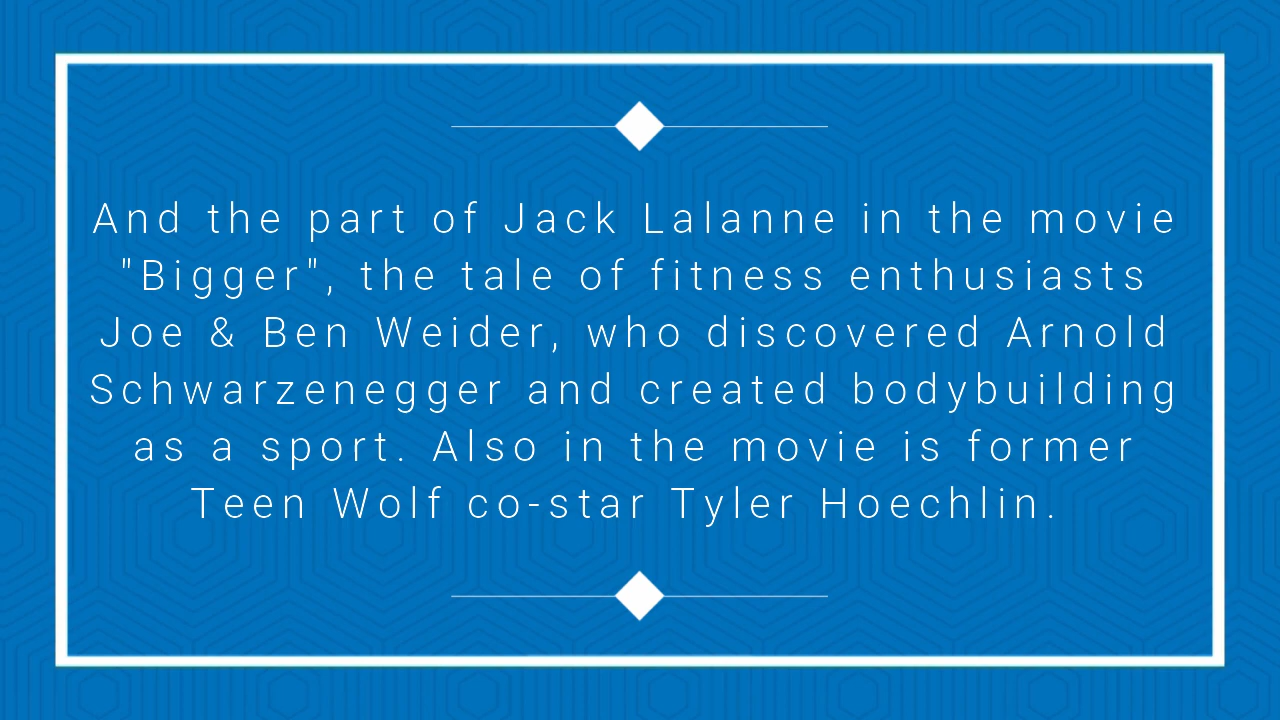 And the part of Jack Lalanne in the movie
"Bigger", the tale of fitness enthusiasts
Joe & Ben Weider, who discovered Arnold
Schwarzenegger and created bodybuilding
as a sport. Also in the movie is former
Teen Wolf co-star Tyler Hoechlin.